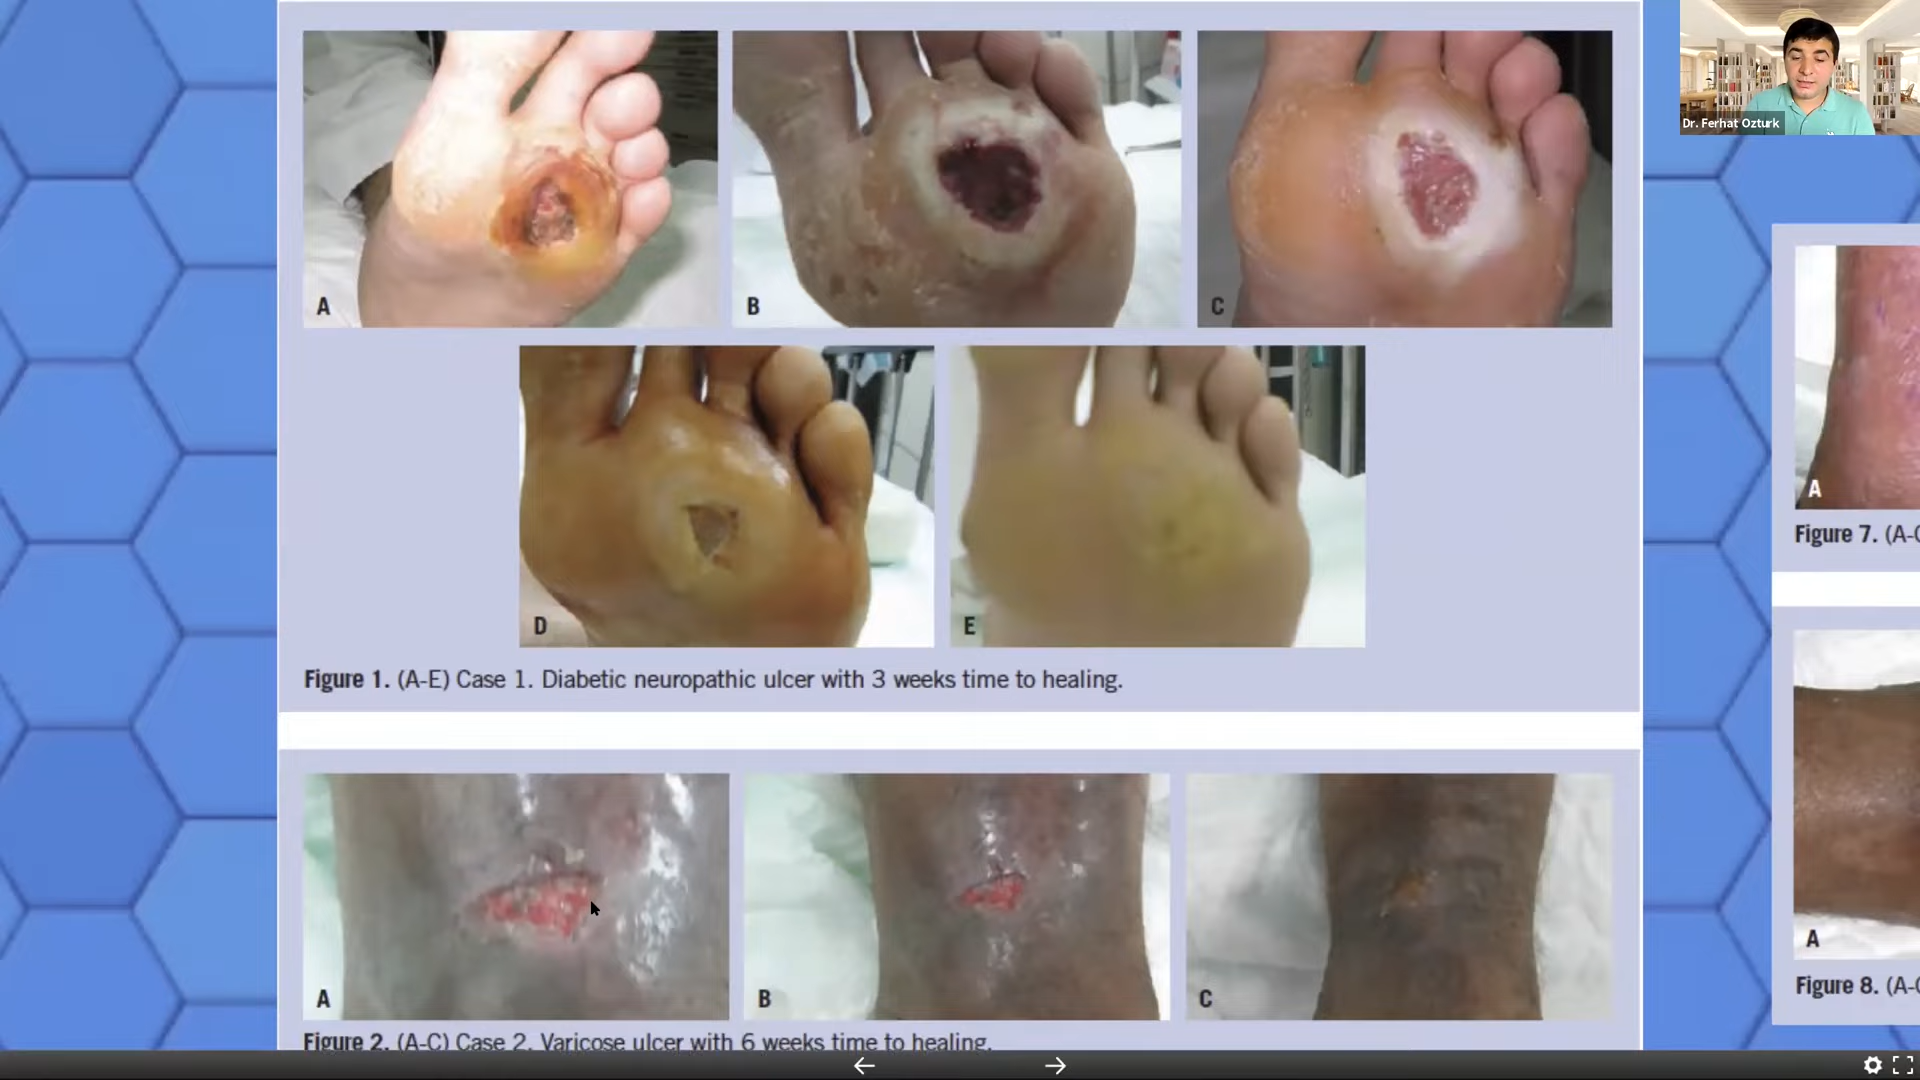 Dr. Ferhat Ozturk
A
B
C
D
E
Figure 1. (A-E) Case 1. Diabetic neuropathic ulcer with 3 weeks time to healing.
A
B
C
Figure 2. (A-C) Case 2. Varicose ulcer with 6 weeks time to healing.
A
Figure 7. (A-C
A
Figure 8. (A-C